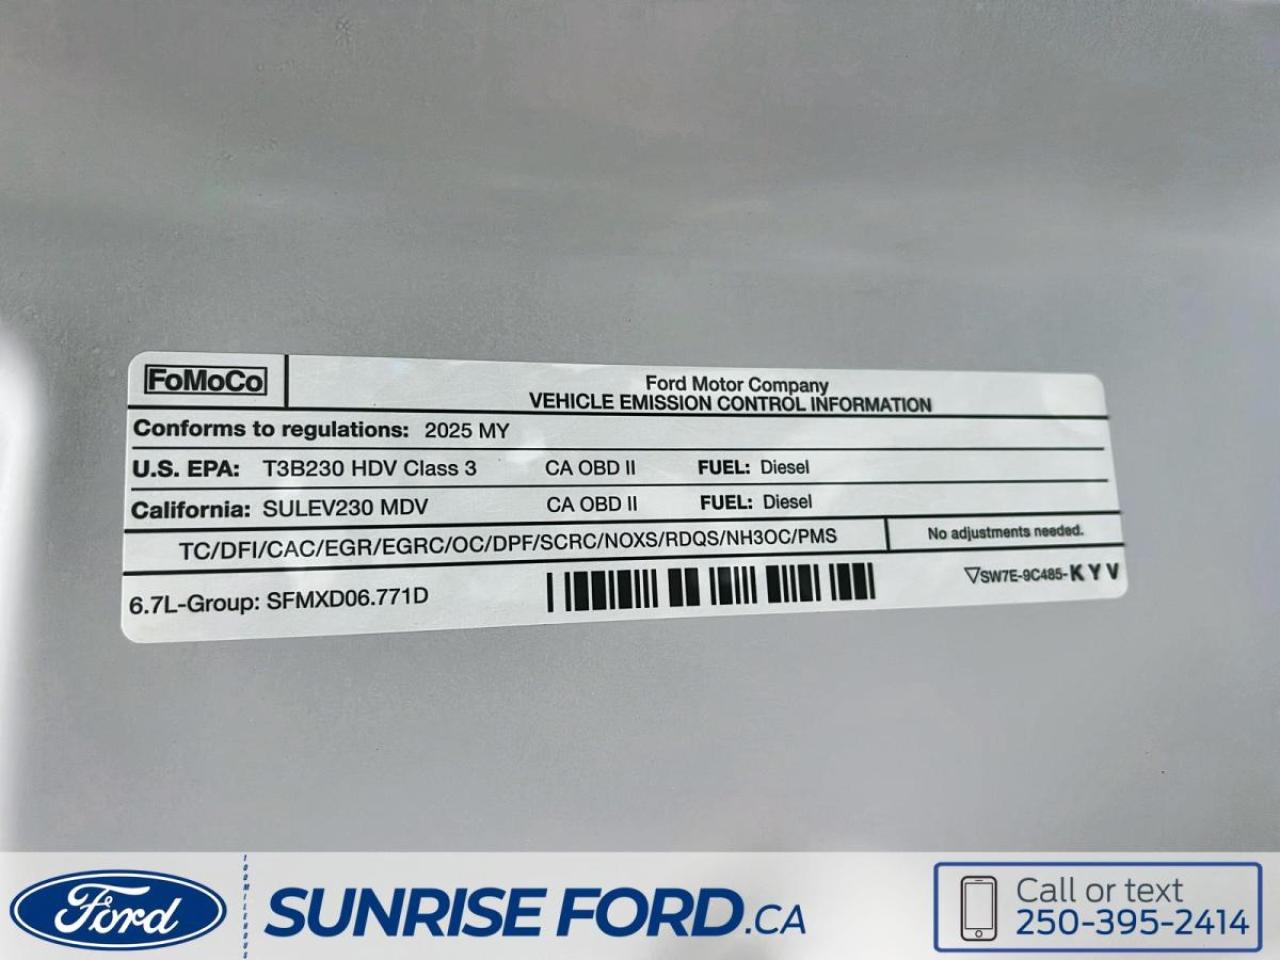 FoMoCo
Ford Motor Company
VEHICLE EMISSION CONTROL INFORMATION
Conforms to regulations: 2025 MY
U.S. EPA: T3B230 HDV Class 3 CA OBD II FUEL: Diesel
California: SULEV230 MDV CA OBD II FUEL: Diesel
TC/DFI/CAC/EGR/EGRC/OC/DPF/SCRC/NOXS/RDQS/NH3OC/PMS No adjustments needed.
6.7L-Group: SFMXD06.771D SW7E-9C485-KYV
Ford
SUNRISE FORD.CA
Call or text
250-395-2414